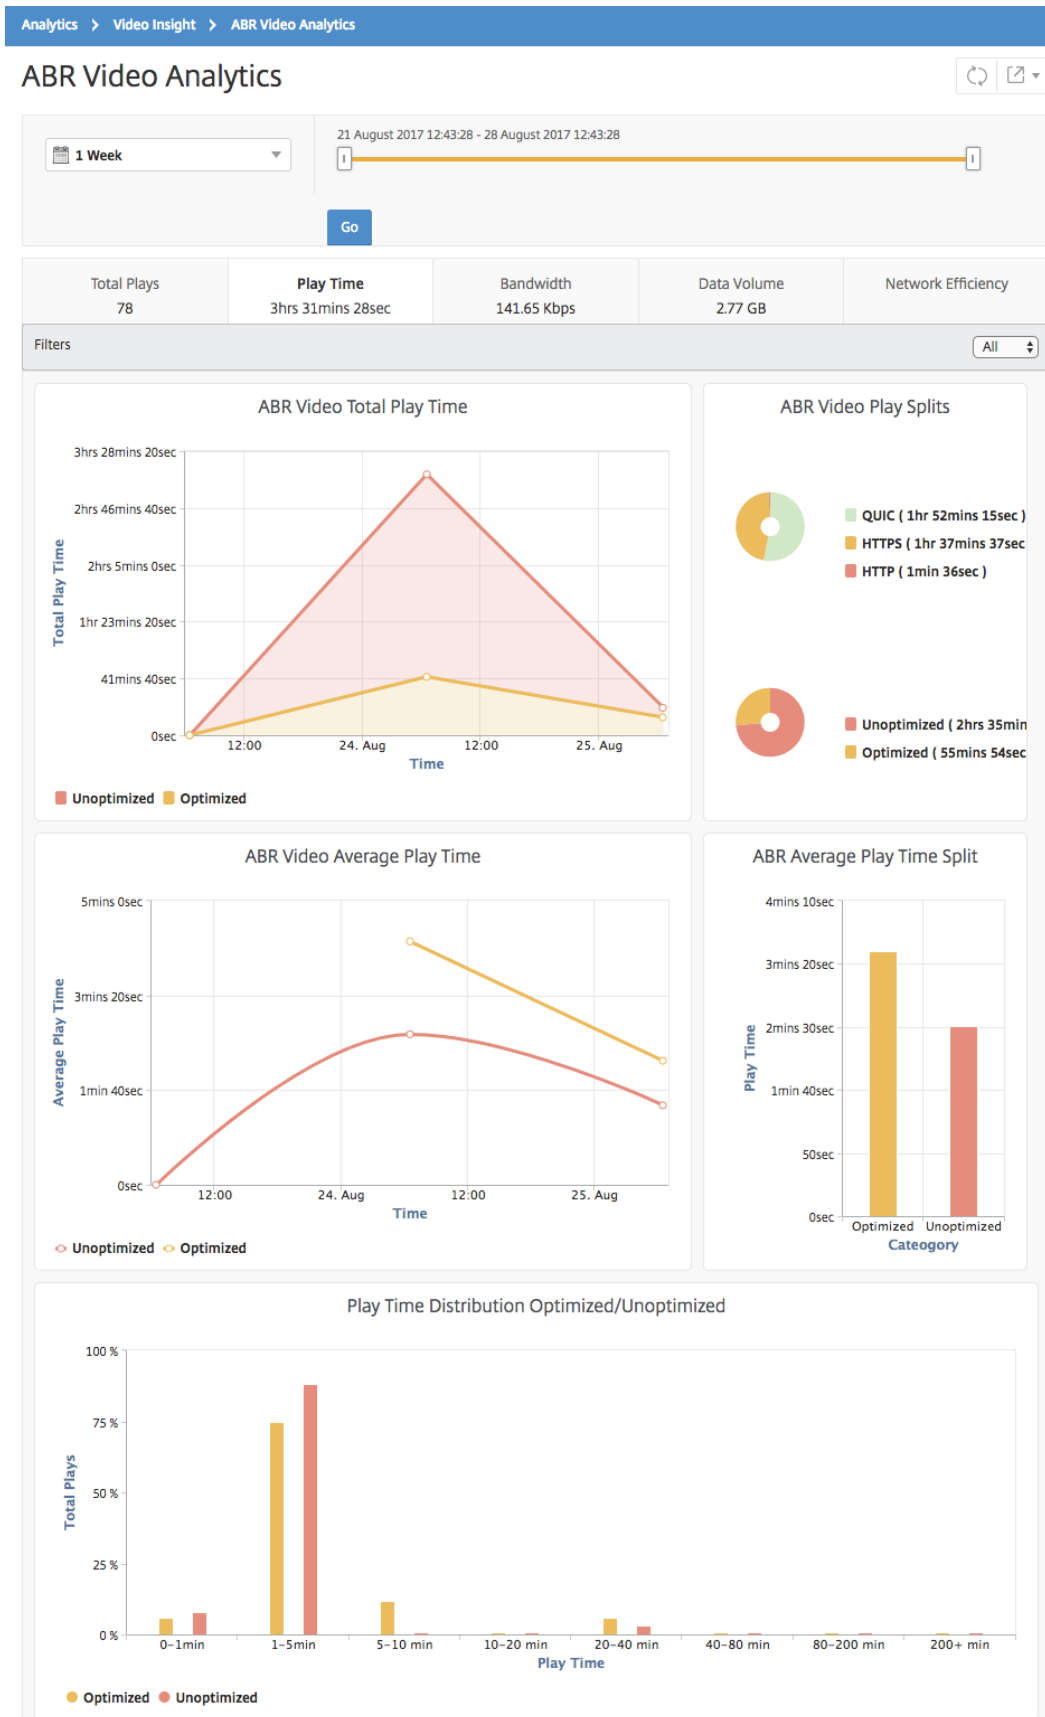 Analytics > Video Insight > ABR Video Analytics
ABR Video Analytics
1 Week
21 August 2017 12:43:28 - 28 August 2017 12:43:28
Go
Total Plays
78
Play Time
3hrs 31mins 28sec
Bandwidth
141.65 Kbps
Data Volume
2.77 GB
Network Efficiency
Filters
All
ABR Video Total Play Time
3hrs 28mins 20sec
2hrs 46mins 40sec
2hrs 5mins 0sec
1hr 23mins 20sec
41mins 40sec
0sec
Total Play Time
12:00
24. Aug
12:00
25. Aug
Time
Unoptimized
Optimized
ABR Video Play Splits
QUIC ( 1hr 52mins 15sec )
HTTPS ( 1hr 37mins 37sec
HTTP ( 1min 36sec )
Unoptimized ( 2hrs 35min
Optimized ( 55mins 54sec
ABR Video Average Play Time
5mins 0sec
3mins 20sec
1min 40sec
0sec
Average Play Time
12:00
24. Aug
12:00
25. Aug
Time
Unoptimized
Optimized
ABR Average Play Time Split
4mins 10sec
3mins 20sec
2mins 30sec
1min 40sec
50sec
0sec
Play Time
Optimized
Unoptimized
Cateogory
Play Time Distribution Optimized/Unoptimized
100 %
75 %
50 %
25 %
0 %
Total Plays
0-1min
1-5min
5-10 min
10-20 min
20-40 min
40-80 min
80-200 min
200+ min
Play Time
Optimized
Unoptimized